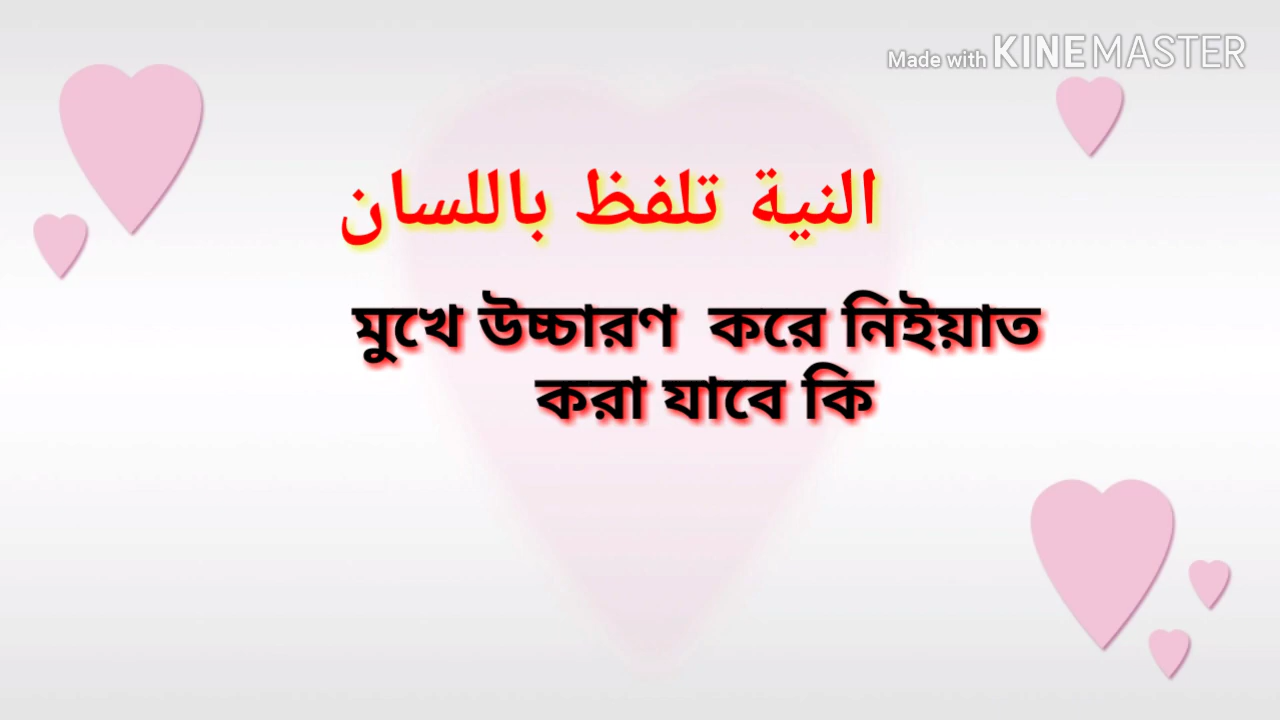 Made with KINEMASTER
النية تلفظ باللسان
মুখে উচ্চারণ করে নিইয়াত
করা যাবে কি